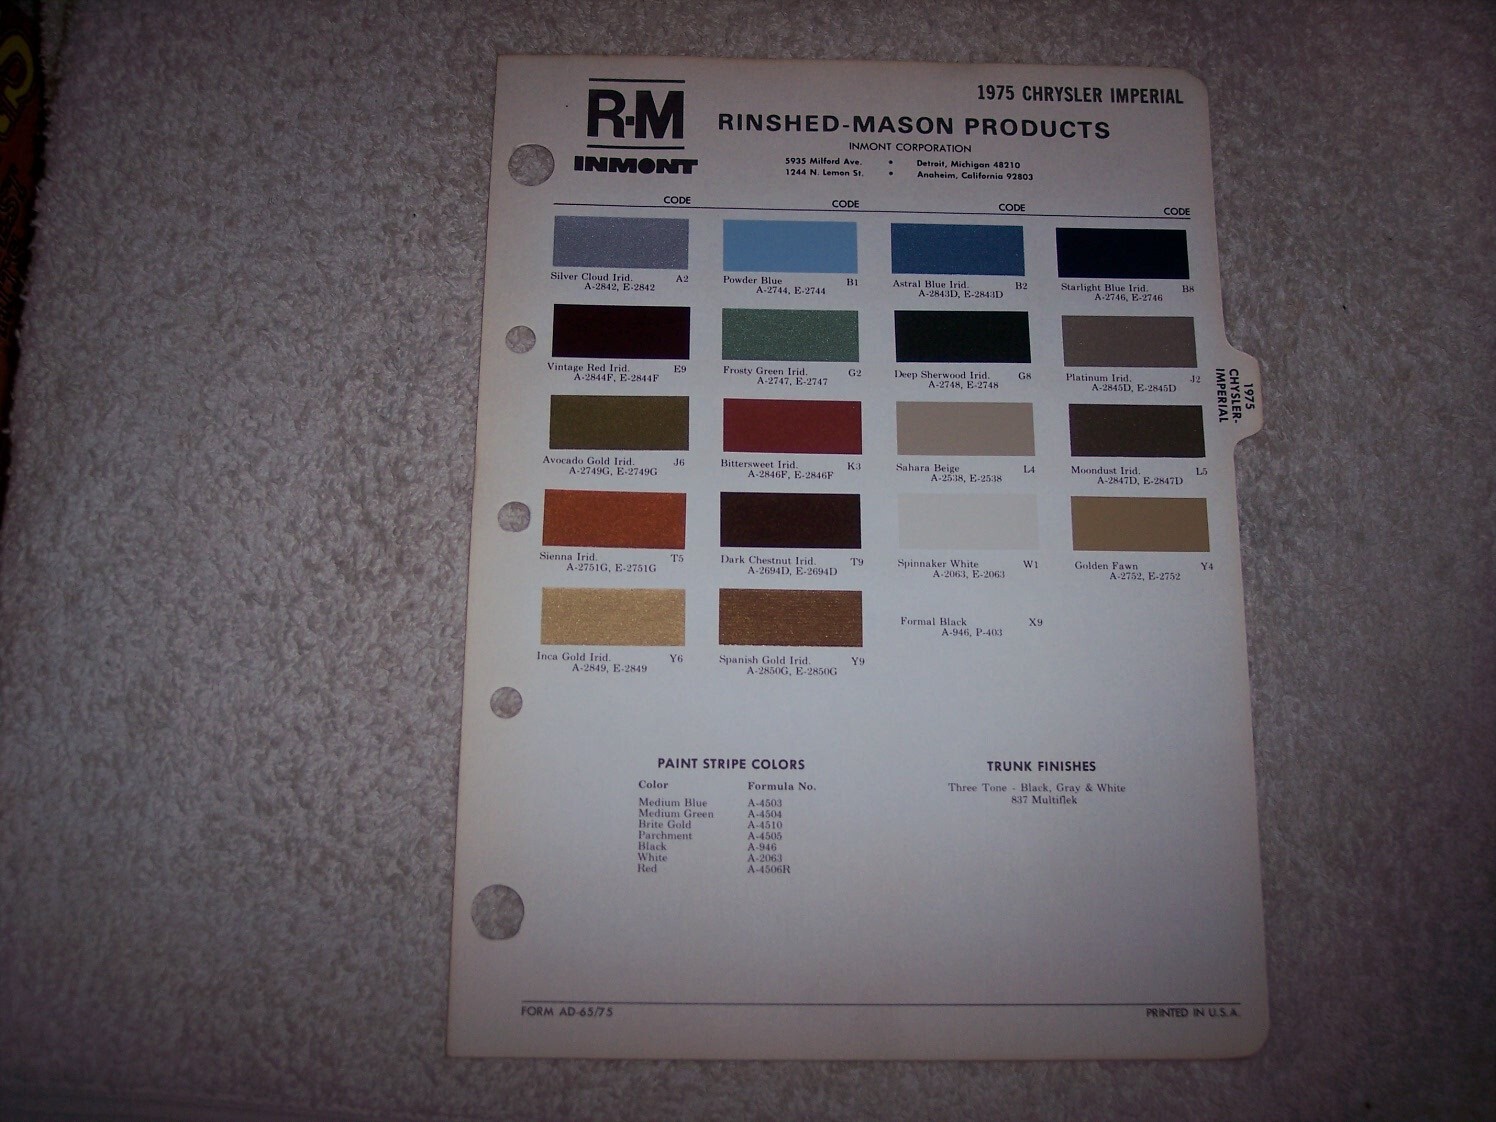 1975 CHRYSLER IMPERIAL
R-M
INMONT
RINSHED-MASON PRODUCTS
INMONT CORPORATION
5935 Milford Ave. • Detroit, Michigan 48210
1244 N. Lemon St. • Anaheim, California 92803
CODE CODE CODE CODE
Silver Cloud Irid. A2
A-2842, E-2842
Powder Blue B1
A-2744, E-2744
Astral Blue Irid. B2
A-2843D, E-2843D
Starlight Blue Irid. B8
A-2746, E-2746
Vintage Red Irid. E9
A-2844F, E-2844F
Frosty Green Irid. G2
A-2747, E-2747
Deep Sherwood Irid. G8
A-2748, E-2748
Platinum Irid. J2
A-2845D, E-2845D
1975
CHRYSLER-
IMPERIAL
Avocado Gold Irid. J6
A-2749G, E-2749G
Bittersweet Irid. K3
A-2846F, E-2846F
Sahara Beige L4
A-2538, E-2538
Moondust Irid. L5
A-2847D, E-2847D
Sienna Irid. T5
A-2751G, E-2751G
Dark Chestnut Irid. T9
A-2694D, E-2694D
Spinnaker White W1
A-2063, E-2063
Golden Fawn Y4
A-2752, E-2752
Inca Gold Irid. Y6
A-2849, E-2849
Spanish Gold Irid. Y9
A-2850G, E-2850G
Formal Black X9
A-946, P-403
PAINT STRIPE COLORS
Color Formula No.
Medium Blue A-4503
Medium Green A-4504
Brite Gold A-4510
Parchment A-4505
Black A-946
White A-2063
Red A-4506R
TRUNK FINISHES
Three Tone - Black, Gray & White
837 Multiflek
FORM AD-65/75
PRINTED IN U.S.A.